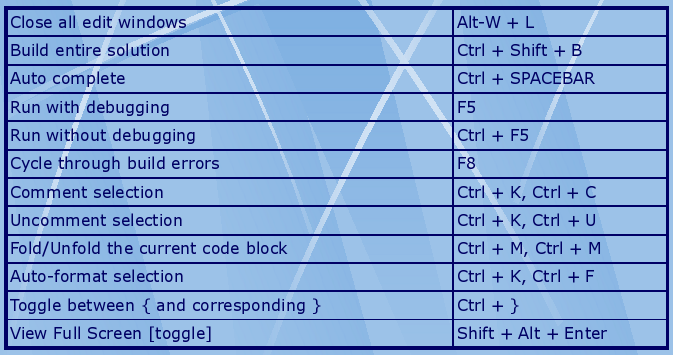 Close all edit windows Alt-W + L
Build entire solution Ctrl + Shift + B
Auto complete Ctrl + SPACEBAR
Run with debugging F5
Run without debugging Ctrl + F5
Cycle through build errors F8
Comment selection Ctrl + K, Ctrl + C
Uncomment selection Ctrl + K, Ctrl + U
Fold/Unfold the current code block Ctrl + M, Ctrl + M
Auto-format selection Ctrl + K, Ctrl + F
Toggle between { and corresponding } Ctrl + }
View Full Screen [toggle] Shift + Alt + Enter